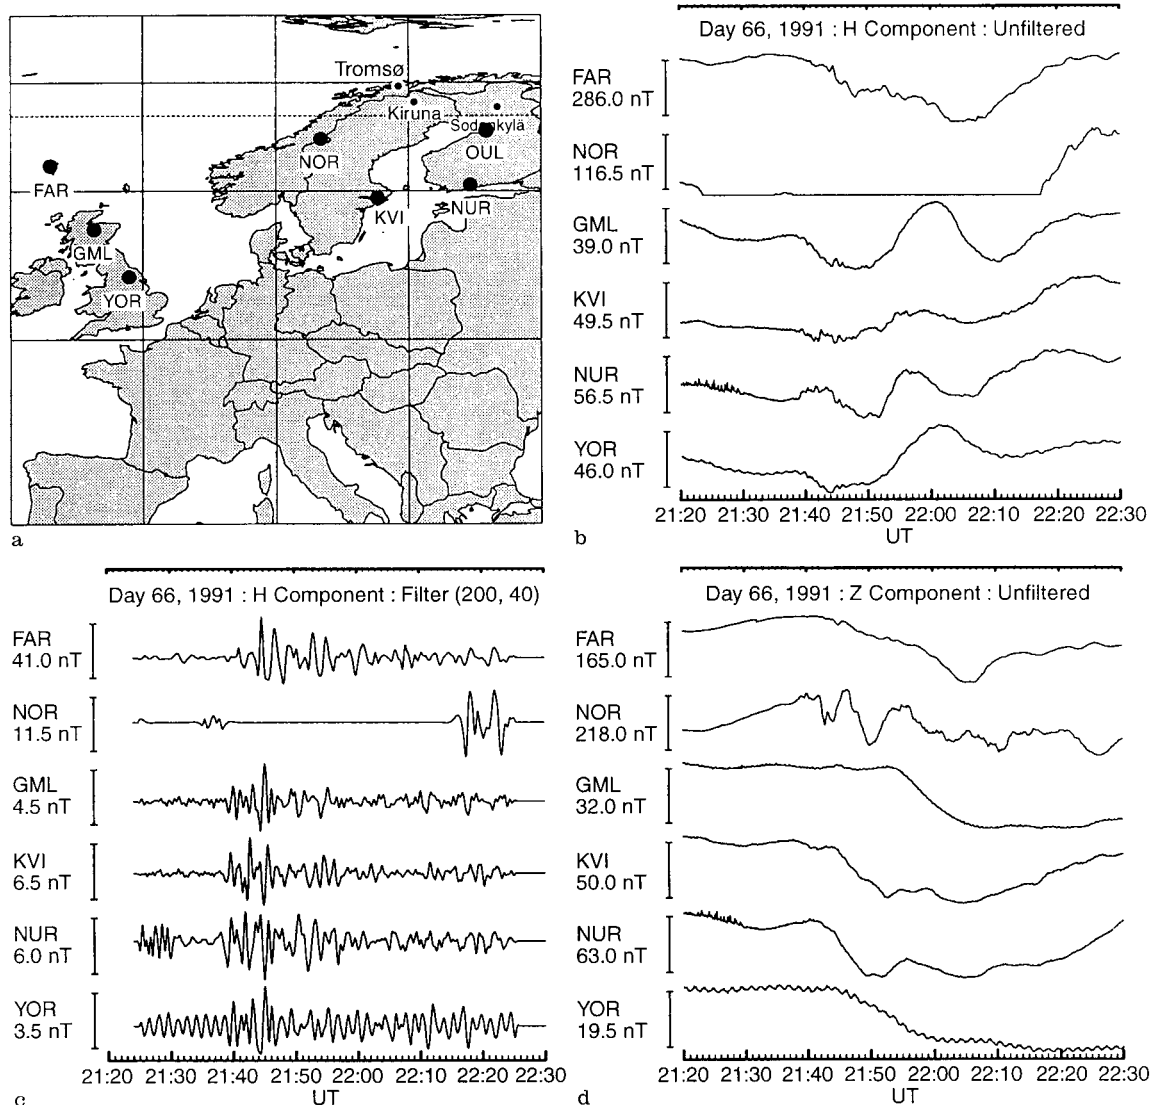 Tromsø
Kiruna
Sodankylä
NOR
OUL
FAR
KVI
NUR
GML
YOR
a
Day 66, 1991 : H Component : Unfiltered
FAR
286.0 nT
NOR
116.5 nT
GML
39.0 nT
KVI
49.5 nT
NUR
56.5 nT
YOR
46.0 nT
21:20 21:30 21:40 21:50 22:00 22:10 22:20 22:30
UT
b
Day 66, 1991 : H Component : Filter (200, 40)
FAR
41.0 nT
NOR
11.5 nT
GML
4.5 nT
KVI
6.5 nT
NUR
6.0 nT
YOR
3.5 nT
21:20 21:30 21:40 21:50 22:00 22:10 22:20 22:30
UT
c
Day 66, 1991 : Z Component : Unfiltered
FAR
165.0 nT
NOR
218.0 nT
GML
32.0 nT
KVI
50.0 nT
NUR
63.0 nT
YOR
19.5 nT
21:20 21:30 21:40 21:50 22:00 22:10 22:20 22:30
UT
d